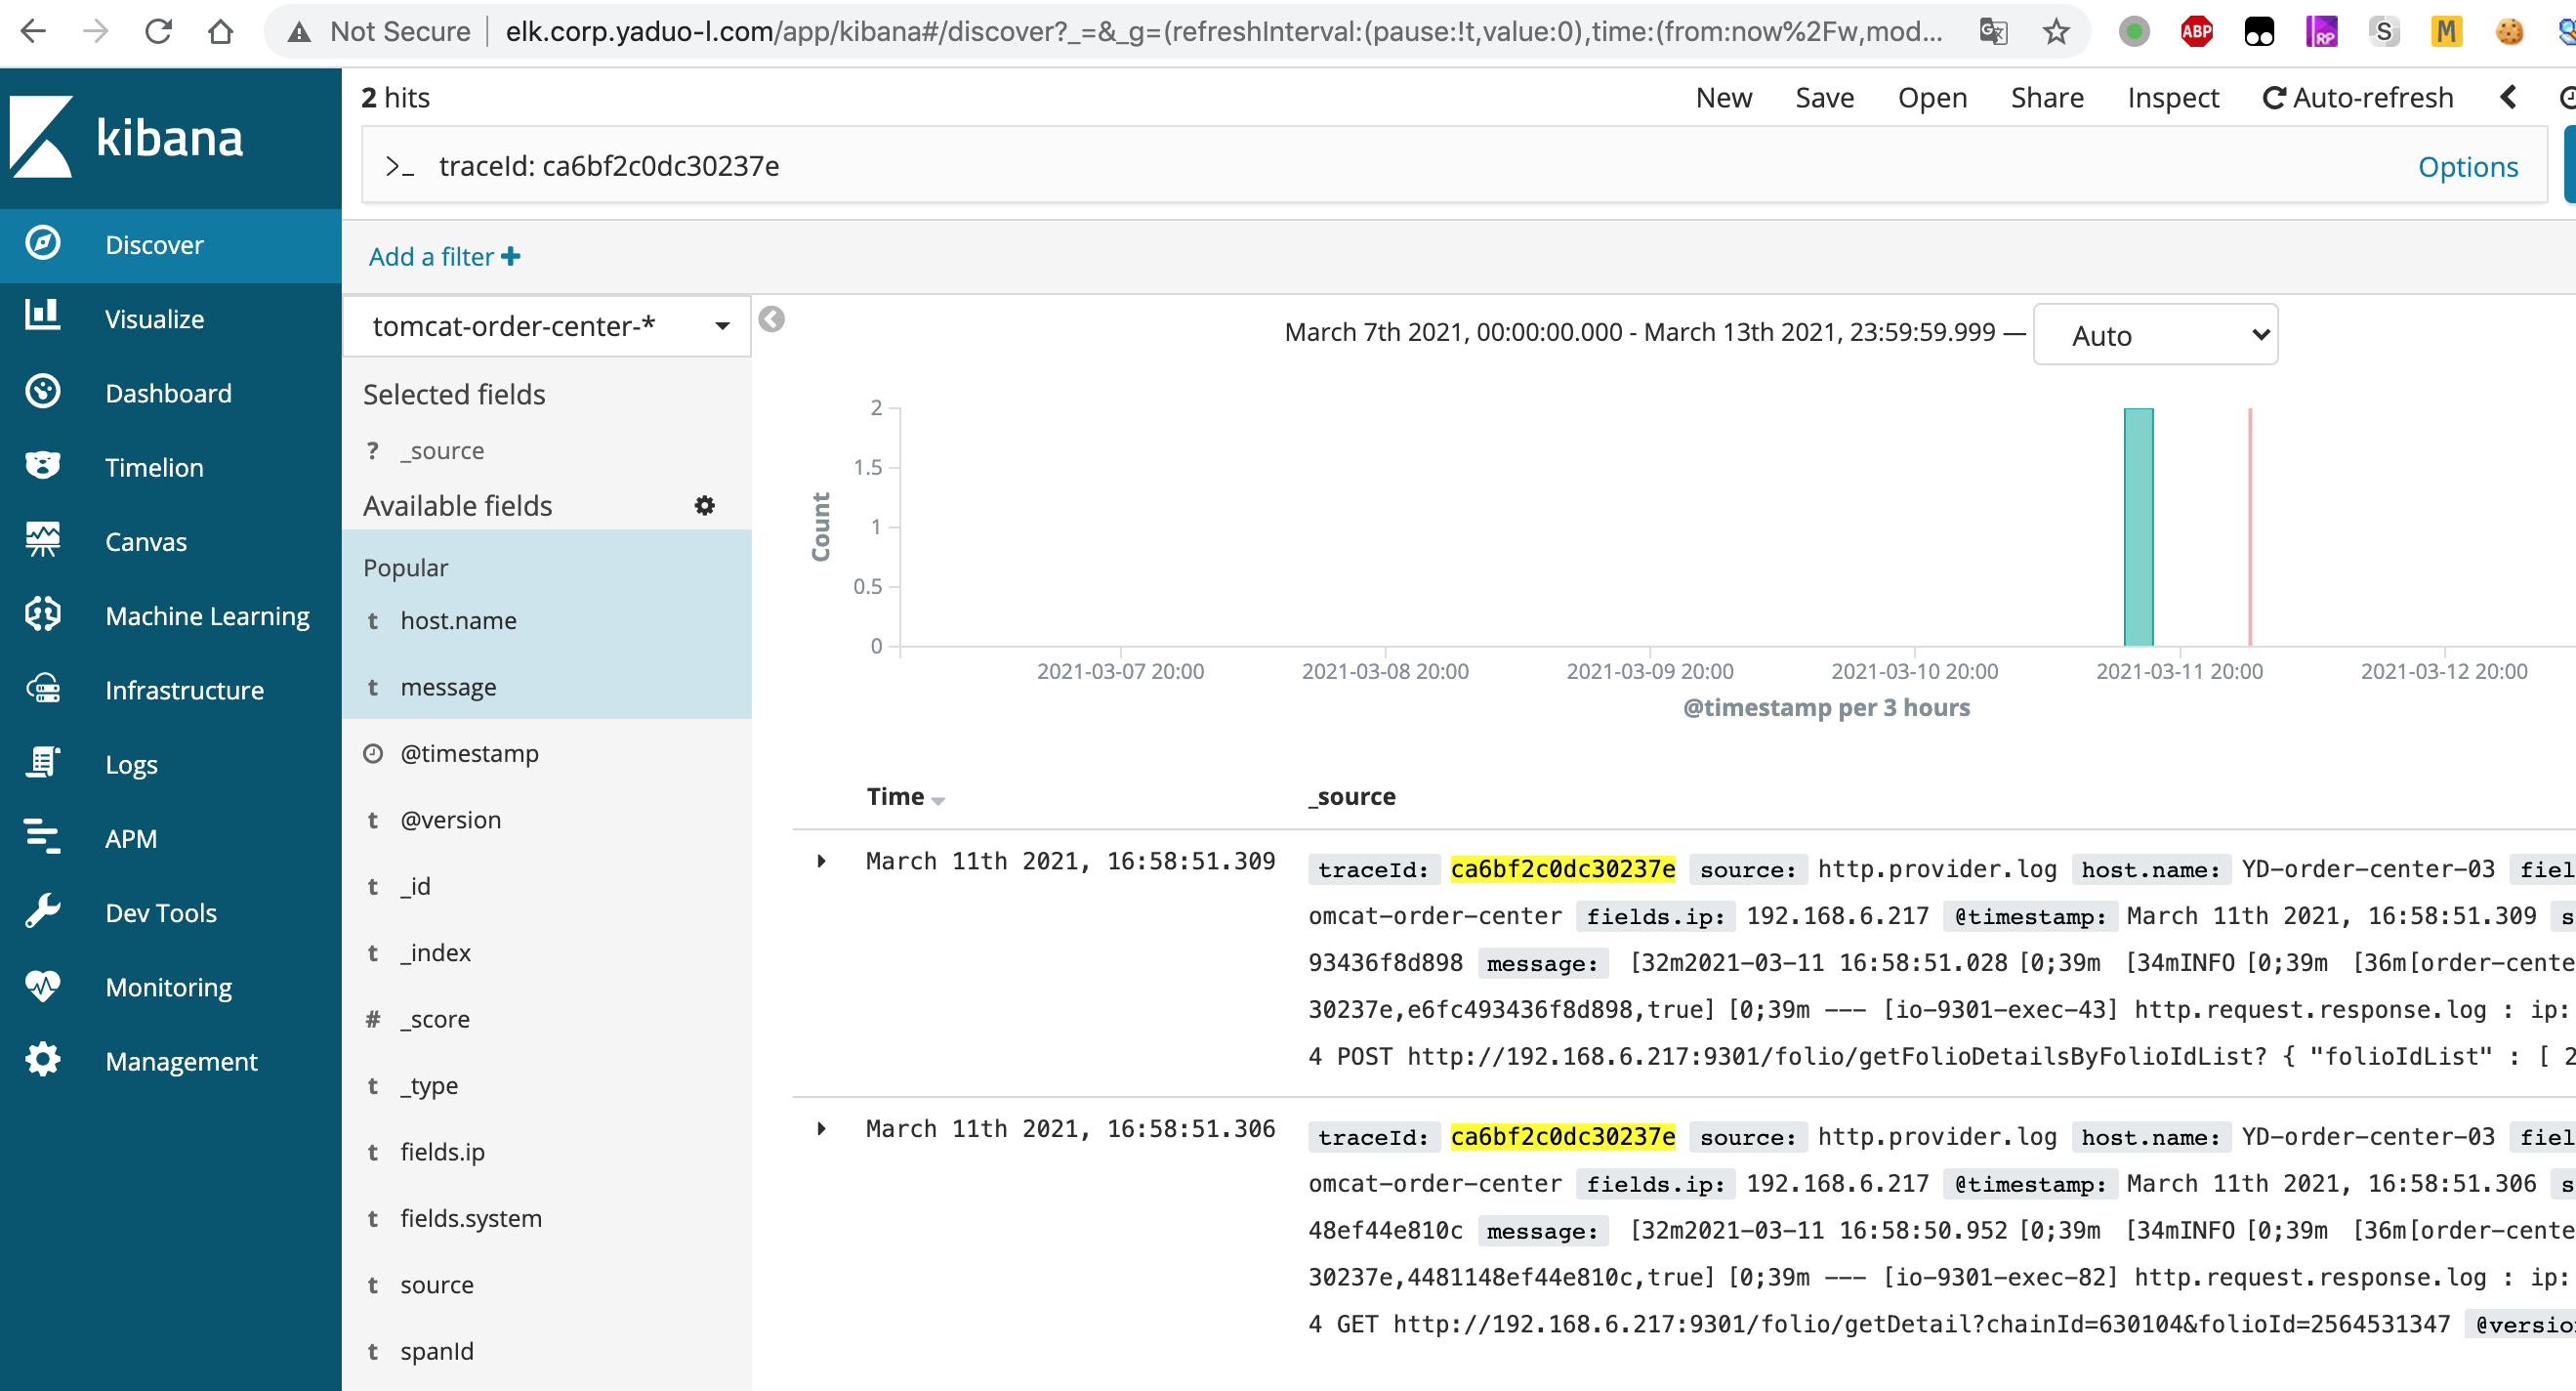 Not Secure | elk.corp.yaduo-l.com/app/kibana#/discover?_=&_g=(refreshInterval:(pause:!t,value:0),time:(from:now%2Fw,mod...
ABP
RP
S
M
kibana
Discover
Visualize
Dashboard
Timelion
Canvas
Machine Learning
Infrastructure
Logs
APM
Dev Tools
Monitoring
Management
2 hits
New Save Open Share Inspect Auto-refresh
>_ traceId: ca6bf2c0dc30237e Options
Add a filter +
tomcat-order-center-*
Selected fields
? _source
Available fields
Popular
t host.name
t message
@timestamp
t @version
t _id
t _index
# _score
t _type
t fields.ip
t fields.system
t source
t spanId
March 7th 2021, 00:00:00.000 - March 13th 2021, 23:59:59.999 — Auto
Count
2
1.5
1
0.5
0
2021-03-07 20:00 2021-03-08 20:00 2021-03-09 20:00 2021-03-10 20:00 2021-03-11 20:00 2021-03-12 20:00
@timestamp per 3 hours
Time _source
March 11th 2021, 16:58:51.309 traceId: ca6bf2c0dc30237e source: http.provider.log host.name: YD-order-center-03 fiel
omcat-order-center fields.ip: 192.168.6.217 @timestamp: March 11th 2021, 16:58:51.309 s
93436f8d898 message: [32m2021-03-11 16:58:51.028 [0;39m [34mINFO [0;39m [36m[order-cente
30237e,e6fc493436f8d898,true] [0;39m --- [io-9301-exec-43] http.request.response.log : ip:
4 POST http://192.168.6.217:9301/folio/getFolioDetailsByFolioIdList? { "folioIdList" : [ 2
March 11th 2021, 16:58:51.306 traceId: ca6bf2c0dc30237e source: http.provider.log host.name: YD-order-center-03 fiel
omcat-order-center fields.ip: 192.168.6.217 @timestamp: March 11th 2021, 16:58:51.306 s
48ef44e810c message: [32m2021-03-11 16:58:50.952 [0;39m [34mINFO [0;39m [36m[order-cente
30237e,4481148ef44e810c,true] [0;39m --- [io-9301-exec-82] http.request.response.log : ip:
4 GET http://192.168.6.217:9301/folio/getDetail?chainId=630104&folioId=2564531347 @versio